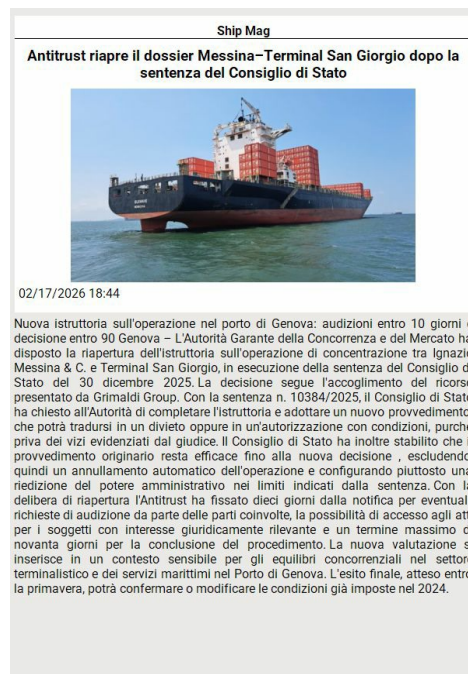 Ship Mag
Antitrust riapre il dossier Messina–Terminal San Giorgio dopo la
sentenza del Consiglio di Stato
02/17/2026 18:44
Nuova istruttoria sull'operazione nel porto di Genova: audizioni entro 10 giorni e
decisione entro 90 Genova – L'Autorità Garante della Concorrenza e del Mercato ha
disposto la riapertura dell'istruttoria sull'operazione di concentrazione tra Ignazio
Messina & C. e Terminal San Giorgio, in esecuzione della sentenza del Consiglio di
Stato del 30 dicembre 2025. La decisione segue l'accoglimento del ricorso
presentato da Grimaldi Group. Con la sentenza n. 10384/2025, il Consiglio di Stato
ha chiesto all'Autorità di completare l'istruttoria e adottare un nuovo provvedimento,
che potrà tradursi in un divieto oppure in un'autorizzazione con condizioni, purché
priva dei vizi evidenziati dal giudice. Il Consiglio di Stato ha inoltre stabilito che il
provvedimento originario resta efficace fino alla nuova decisione , escludendo
quindi un annullamento automatico dell'operazione e configurando piuttosto una
riedizione del potere amministrativo nei limiti indicati dalla sentenza. Con la
delibera di riapertura l'Antitrust ha fissato dieci giorni dalla notifica per eventuali
richieste di audizione da parte delle parti coinvolte, la possibilità di accesso agli atti
per i soggetti con interesse giuridicamente rilevante e un termine massimo di
novanta giorni per la conclusione del procedimento. La nuova valutazione si
inserisce in un contesto sensibile per gli equilibri concorrenziali nel settore
terminalistico e dei servizi marittimi nel Porto di Genova. L'esito finale, atteso entro
la primavera, potrà confermare o modificare le condizioni già imposte nel 2024.